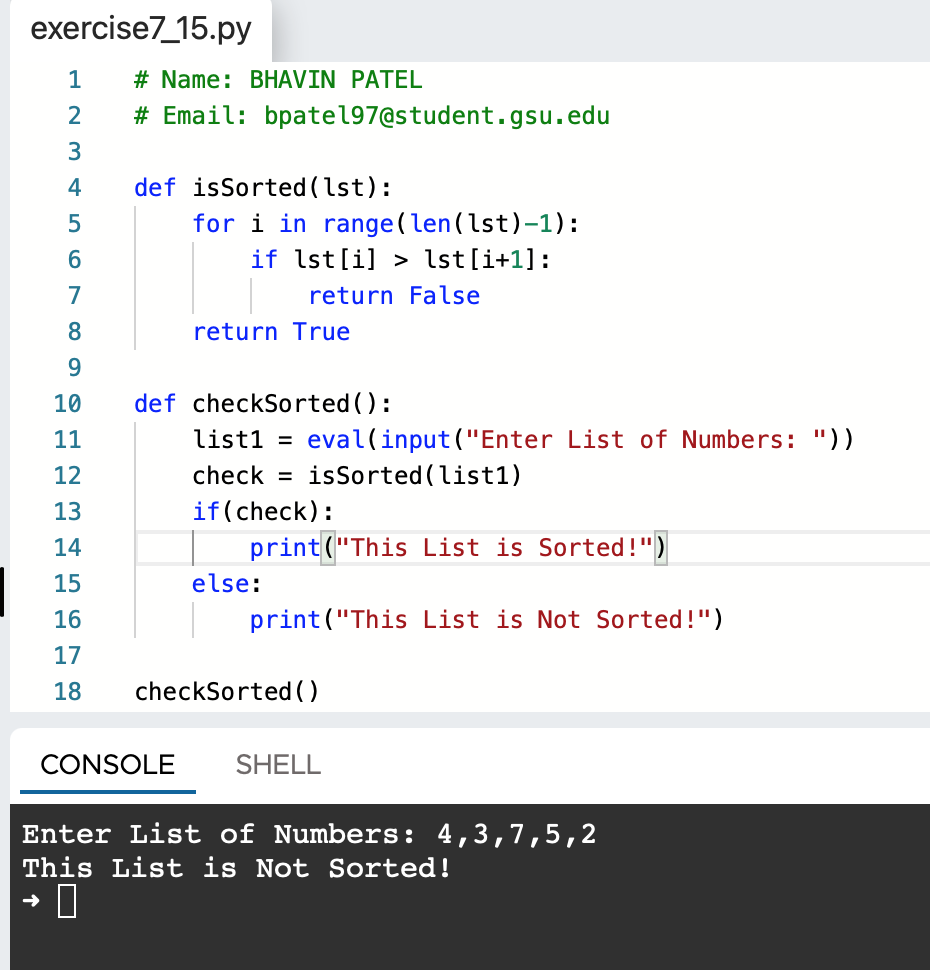 exercise7_15.py
1 # Name: BHAVIN PATEL
2 # Email: bpatel97@student.gsu.edu
3
4 def isSorted(lst):
5     for i in range(len(lst)-1):
6         if lst[i] > lst[i+1]:
7             return False
8     return True
9
10 def checkSorted():
11     list1 = eval(input("Enter List of Numbers: "))
12     check = isSorted(list1)
13     if(check):
14         print("This List is Sorted!")
15     else:
16         print("This List is Not Sorted!")
17
18 checkSorted()
CONSOLE SHELL
Enter List of Numbers: 4,3,7,5,2
This List is Not Sorted!
→